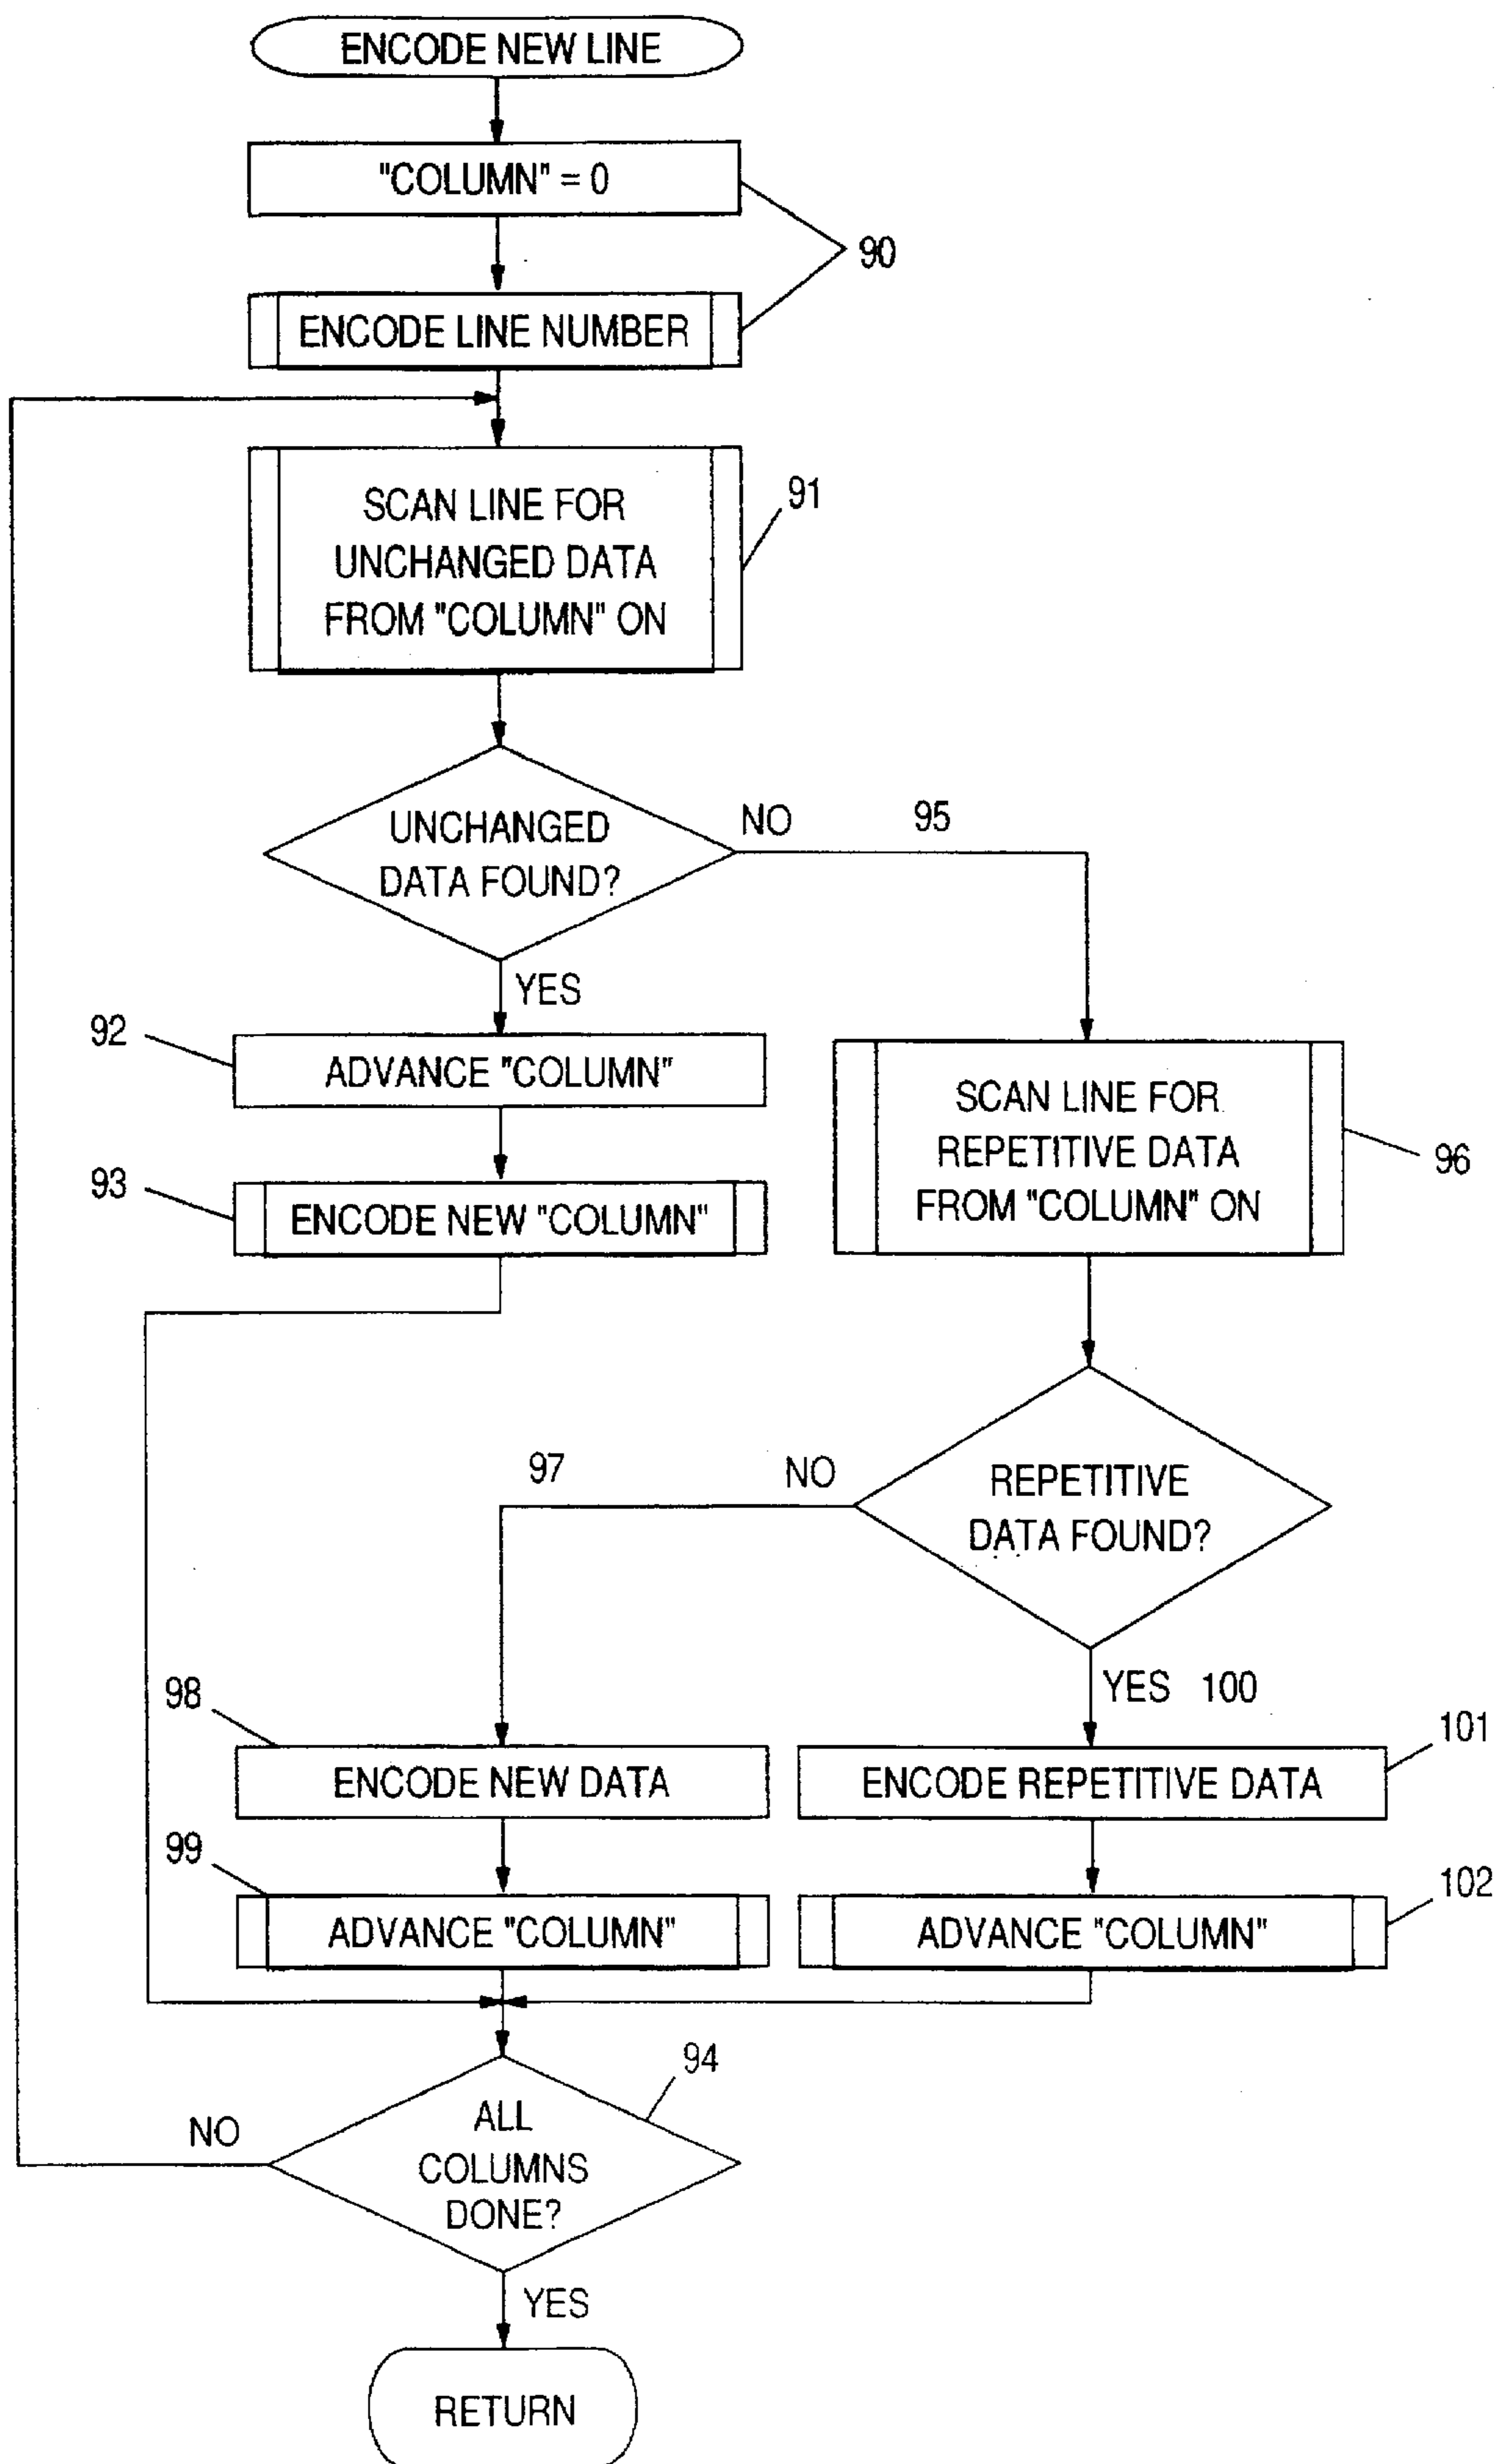 ENCODE NEW LINE
"COLUMN" = 0
90
ENCODE LINE NUMBER
SCAN LINE FOR
UNCHANGED DATA
FROM "COLUMN" ON
91
UNCHANGED
DATA FOUND?
NO
95
YES
92
ADVANCE "COLUMN"
93
ENCODE NEW "COLUMN"
SCAN LINE FOR
REPETITIVE DATA
FROM "COLUMN" ON
96
REPETITIVE
DATA FOUND?
97
NO
YES 100
98
ENCODE NEW DATA
ENCODE REPETITIVE DATA
101
99
ADVANCE "COLUMN"
ADVANCE "COLUMN"
102
94
ALL
COLUMNS
DONE?
NO
YES
RETURN